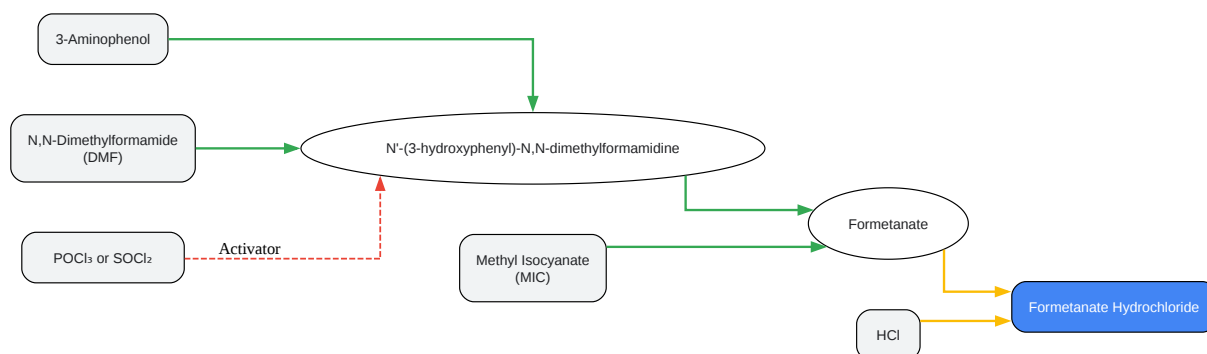 3-Aminophenol
N,N-Dimethylformamide
(DMF)
N'-(3-hydroxyphenyl)-N,N-dimethylformamidine
POCl₃ or SOCl₂
Activator
Methyl Isocyanate
(MIC)
Formetanate
HCl
Formetanate Hydrochloride